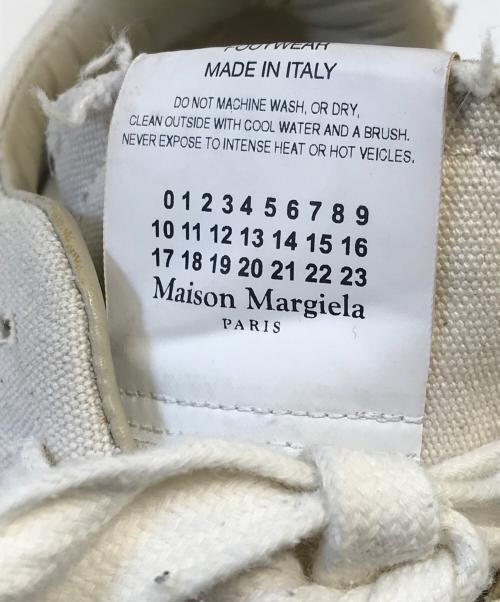 FOOTWEAR
MADE IN ITALY
DO NOT MACHINE WASH, OR DRY,
CLEAN OUTSIDE WITH COOL WATER AND A BRUSH.
NEVER EXPOSE TO INTENSE HEAT OR HOT VEICLES.
0 1 2 3 4 5 6 7 8 9
10 11 12 13 14 15 16
17 18 19 20 21 22 23
Maison Margiela
PARIS